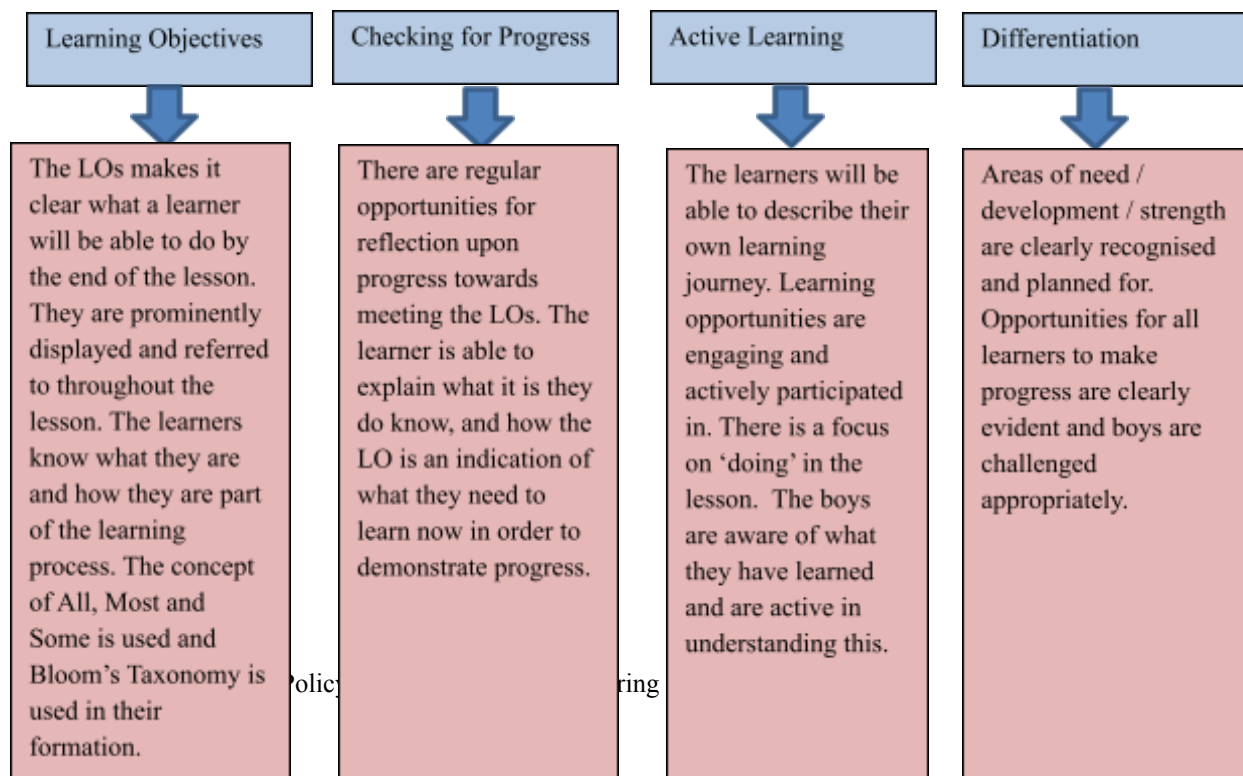 Learning Objectives
The LOs makes it
clear what a learner
will be able to do by
the end of the lesson.
They are prominently
displayed and referred
to throughout the
lesson. The learners
know what they are
and how they are part
of the learning
process. The concept
of All, Most and
Some is used and
Bloom’s Taxonomy is
used in their
formation.
Checking for Progress
There are regular
opportunities for
reflection upon
progress towards
meeting the LOs. The
learner is able to
explain what it is they
do know, and how the
LO is an indication of
what they need to
learn now in order to
demonstrate progress.
Active Learning
The learners will be
able to describe their
own learning
journey. Learning
opportunities are
engaging and
actively participated
in. There is a focus
on ‘doing’ in the
lesson. The boys
are aware of what
they have learned
and are active in
understanding this.
Differentiation
Areas of need /
development / strength
are clearly recognised
and planned for.
Opportunities for all
learners to make
progress are clearly
evident and boys are
challenged
appropriately.